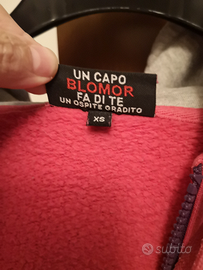 UN CAPO
BLOMOR
FA DI TE
UN OSPITE GRADITO
XS
subito